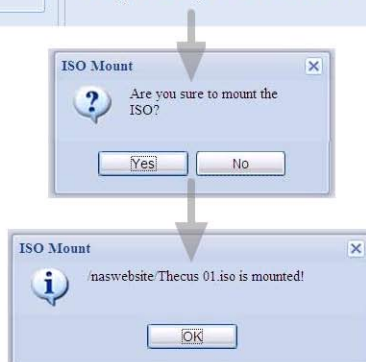 ISO Mount
Are you sure to mount the
ISO?
Yes
No
ISO Mount
/naswebsite/Thecus 01.iso is mounted!
OK